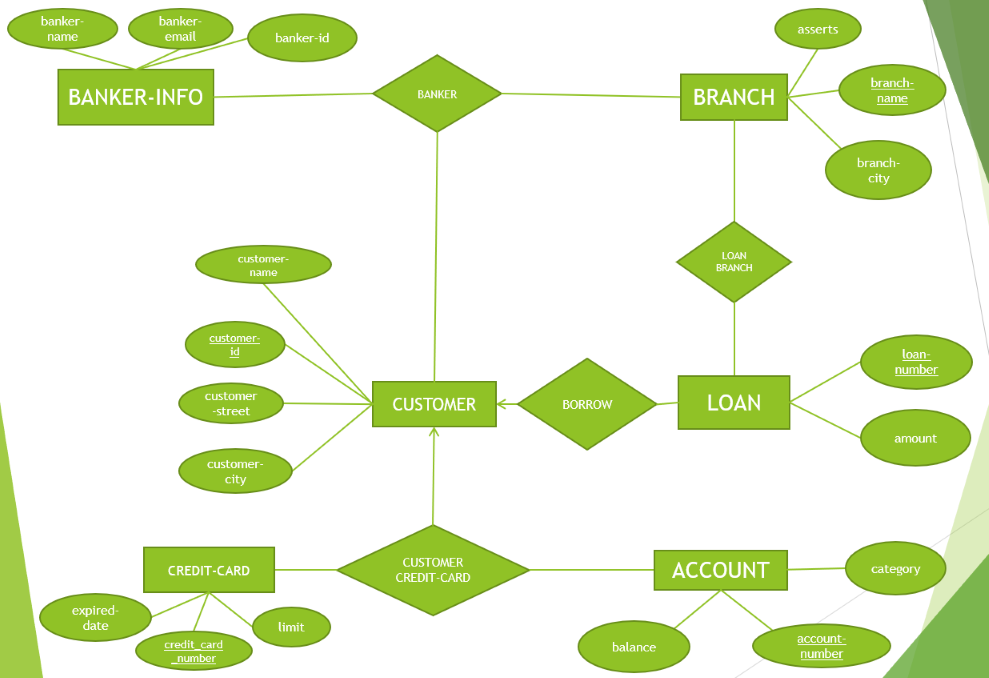 banker-
name
banker-
email
banker-id
asserts
BANKER-INFO
BANKER
BRANCH
branch-
name
branch-
city
customer-
name
LOAN
BRANCH
customer-
id
customer
-street
CUSTOMER
BORROW
LOAN
loan-
number
amount
customer-
city
CREDIT-CARD
CUSTOMER
CREDIT-CARD
ACCOUNT
category
expired-
date
credit_card
_number
limit
balance
account-
number